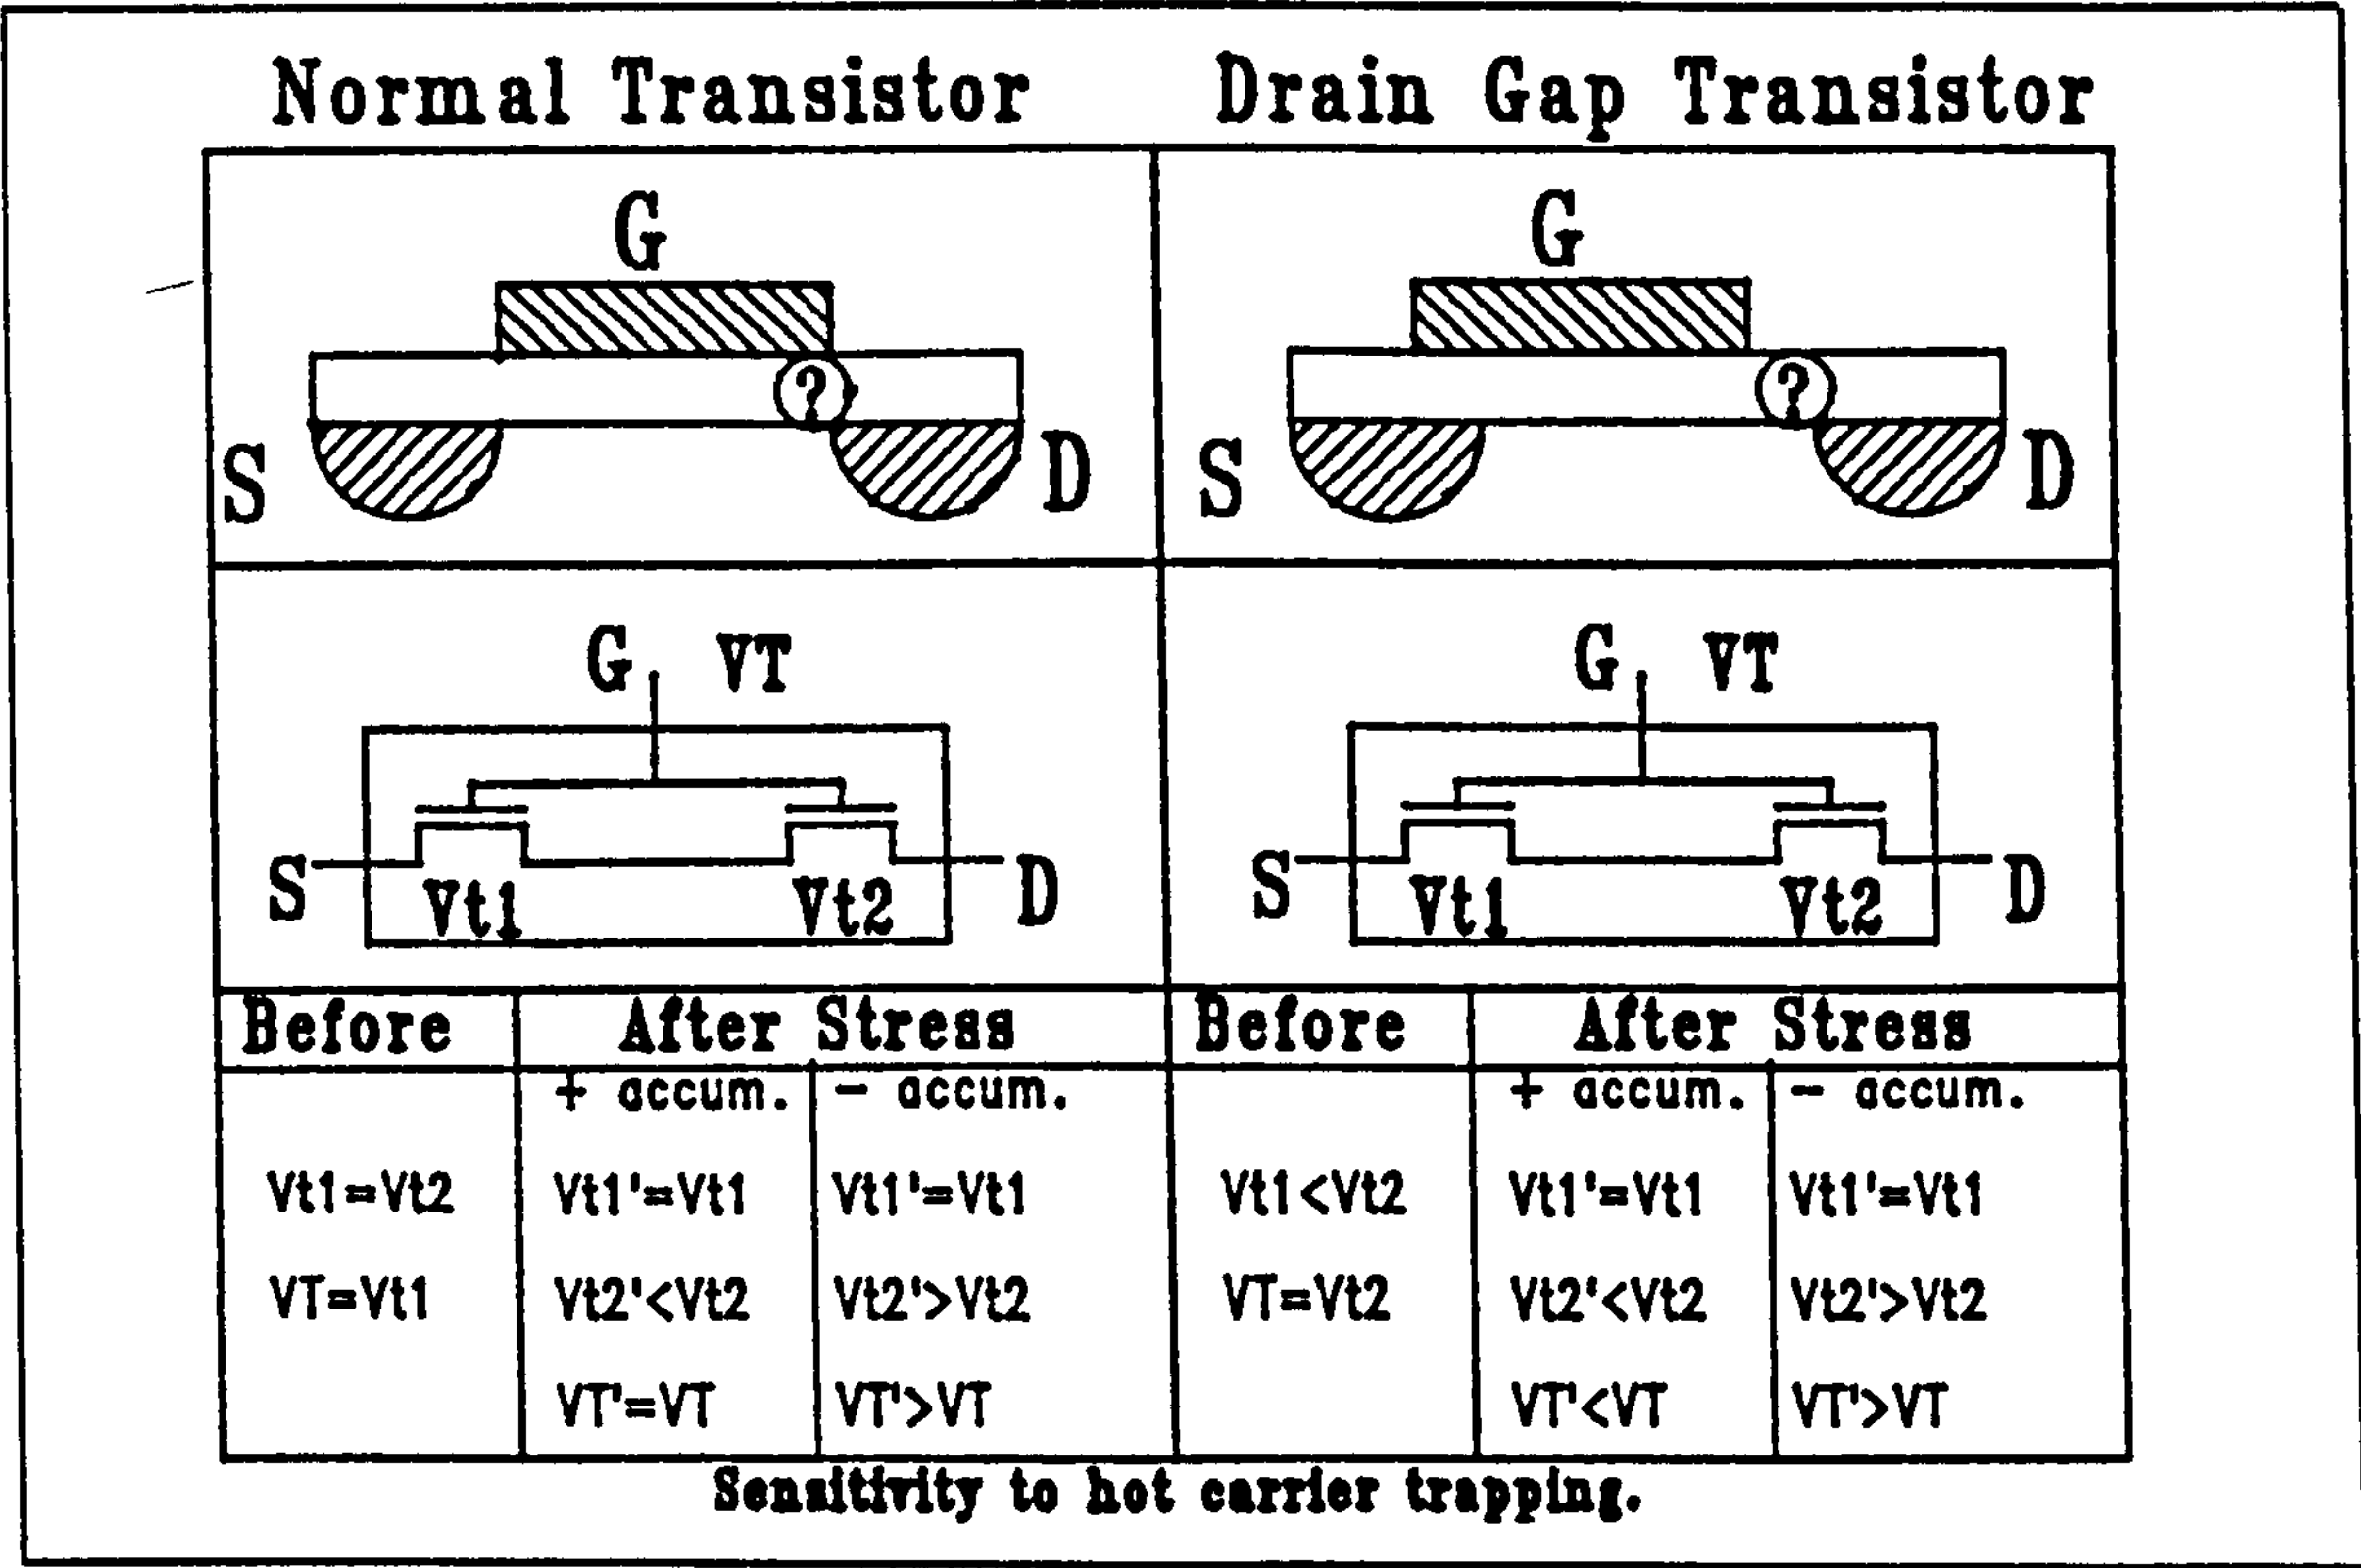 Normal Transistor Drain Gap Transistor
G G
? ?
S D S D
G VT G VT
S Vt1 Vt2 D S Vt1 Vt2 D
Before After Stress Before After Stress
+ accum. - accum. + accum. - accum.
Vt1=Vt2 Vt1'=Vt1 Vt1'=Vt1 Vt1<Vt2 Vt1'=Vt1 Vt1'=Vt1
VT=Vt1 Vt2'<Vt2 Vt2'>Vt2 VT=Vt2 Vt2'<Vt2 Vt2'>Vt2
VT'=VT VT'>VT VT'<VT VT'>VT
Sensitivity to hot carrier trapping.